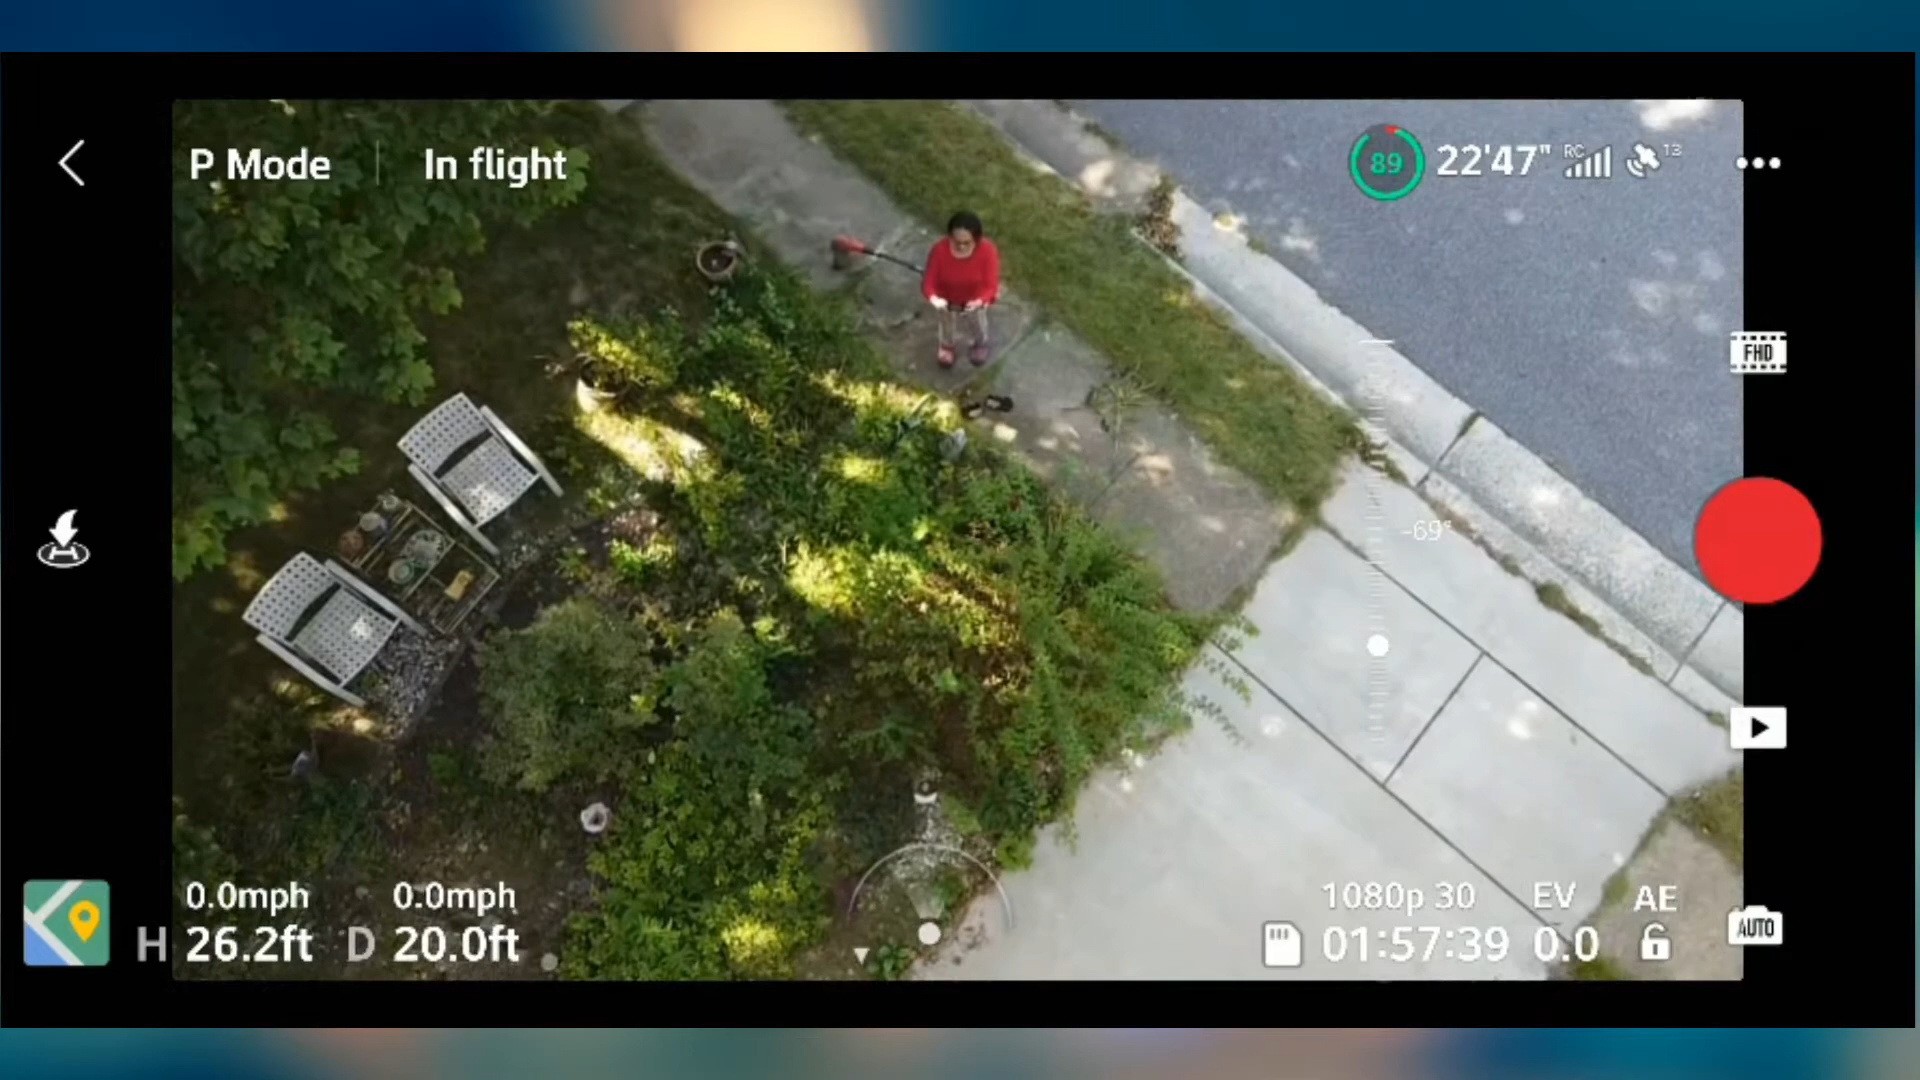 P Mode | In flight
89 22'47" RC 13
FHD
-69°
0.0mph 0.0mph
H 26.2ft D 20.0ft
1080p 30 EV AE
01:57:39 0.0
AUTO